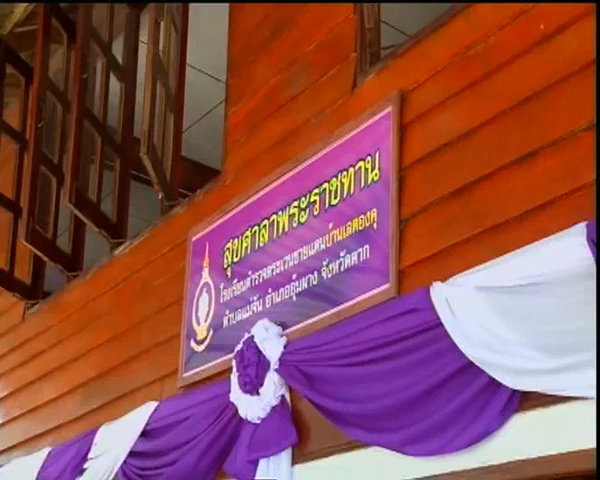 สุขศาลาพระราชทาน
โรงเรียนตำรวจตระเวนชายแดนบ้านเลตองคุ
ตำบลแม่จัน อำเภออุ้มผาง จังหวัดตาก